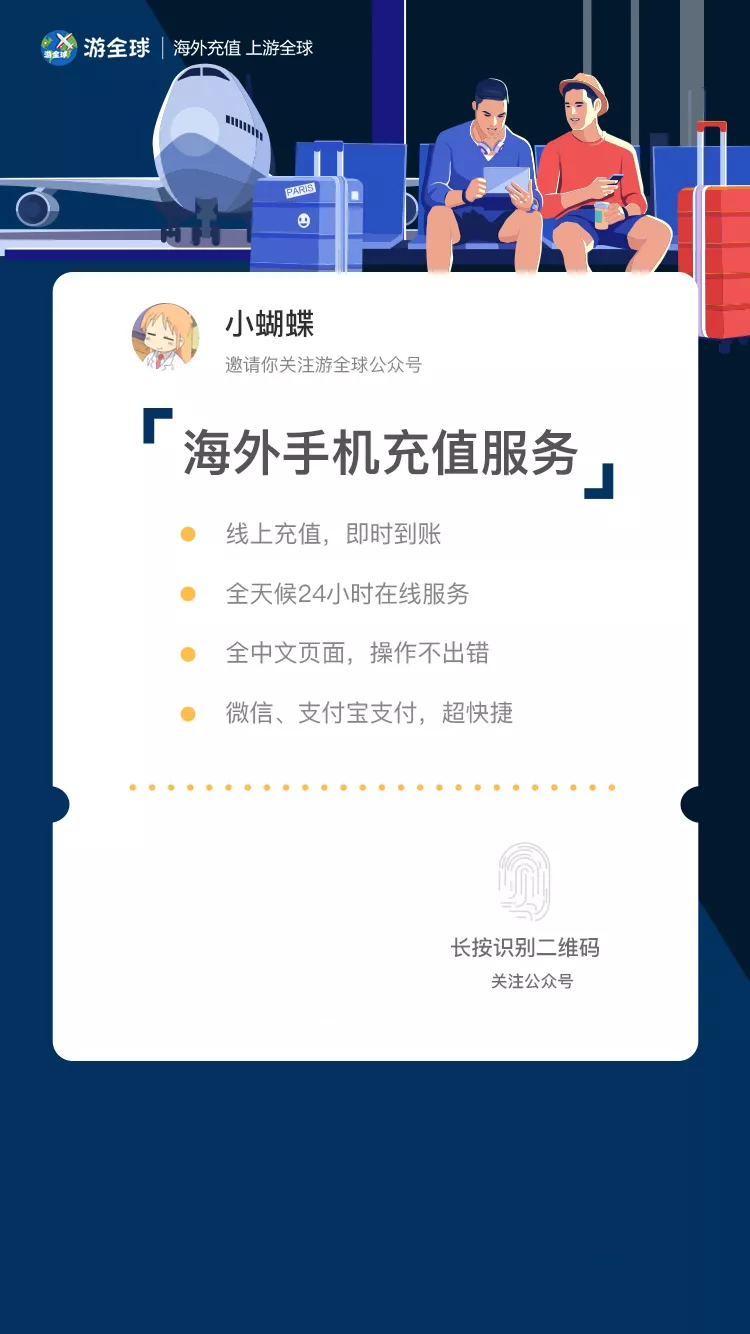 游全球 | 海外充值 上游全球
游全球
PARIS
小蝴蝶
邀请你关注游全球公众号
海外手机充值服务
线上充值，即时到账
全天候24小时在线服务
全中文页面，操作不出错
微信、支付宝支付，超快捷
长按识别二维码
关注公众号